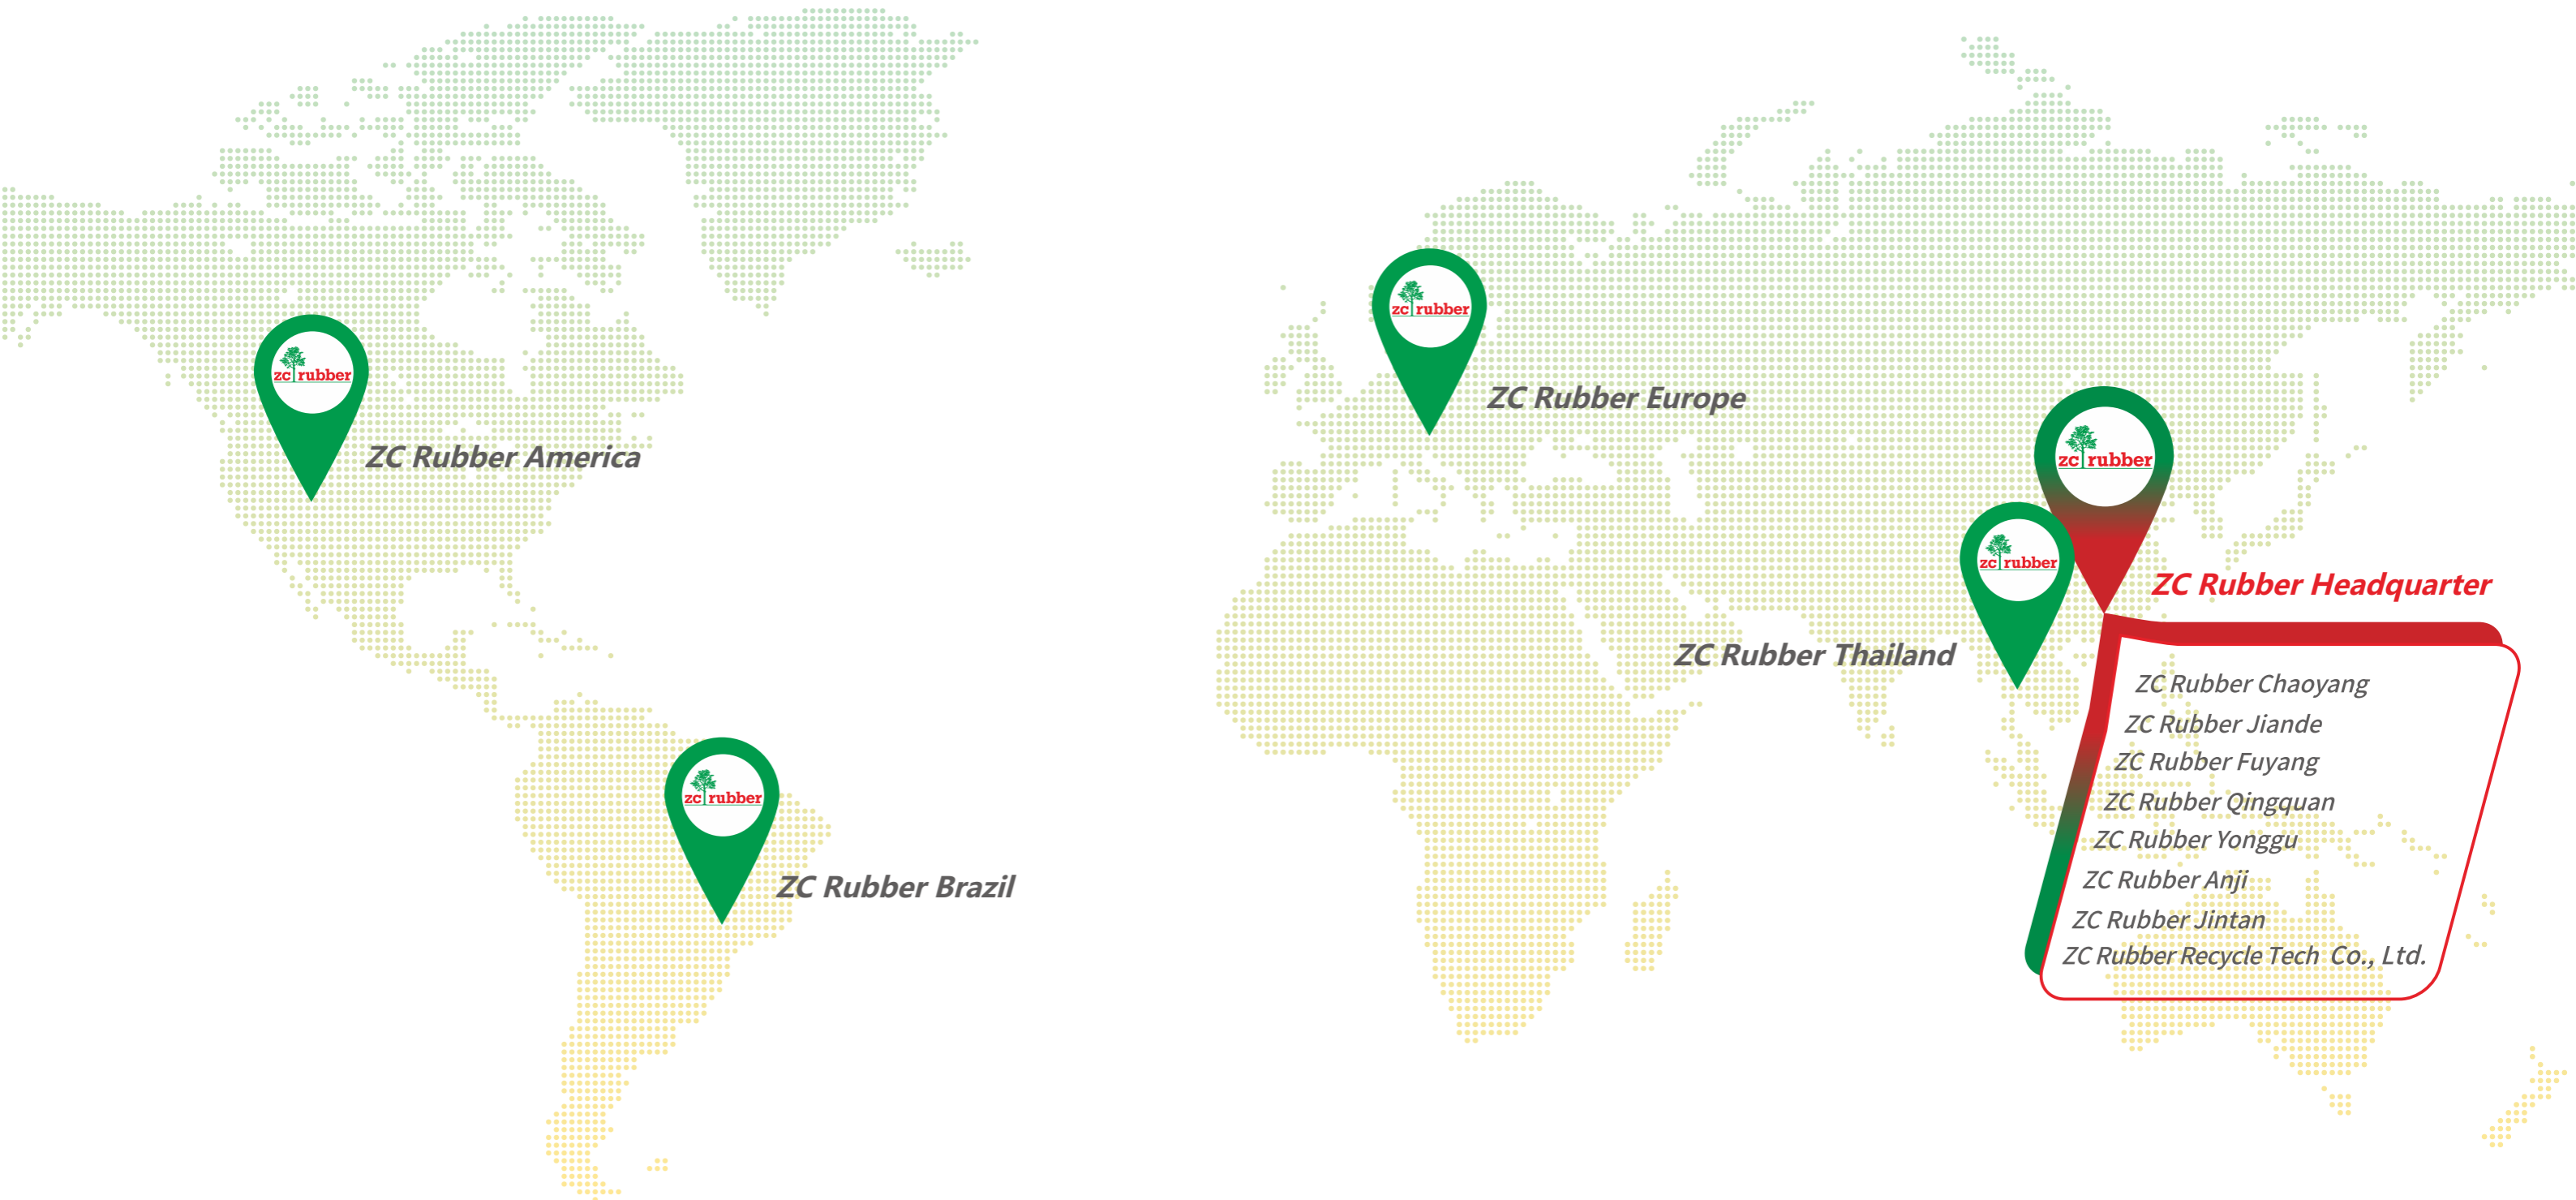 zc rubber
ZC Rubber America
zc rubber
ZC Rubber Europe
zc rubber
ZC Rubber Headquarter
zc rubber
ZC Rubber Thailand
ZC Rubber Chaoyang
ZC Rubber Jiande
ZC Rubber Fuyang
ZC Rubber Qingquan
ZC Rubber Yonggu
ZC Rubber Anji
ZC Rubber Jintan
ZC Rubber Recycle Tech Co., Ltd.
zc rubber
ZC Rubber Brazil